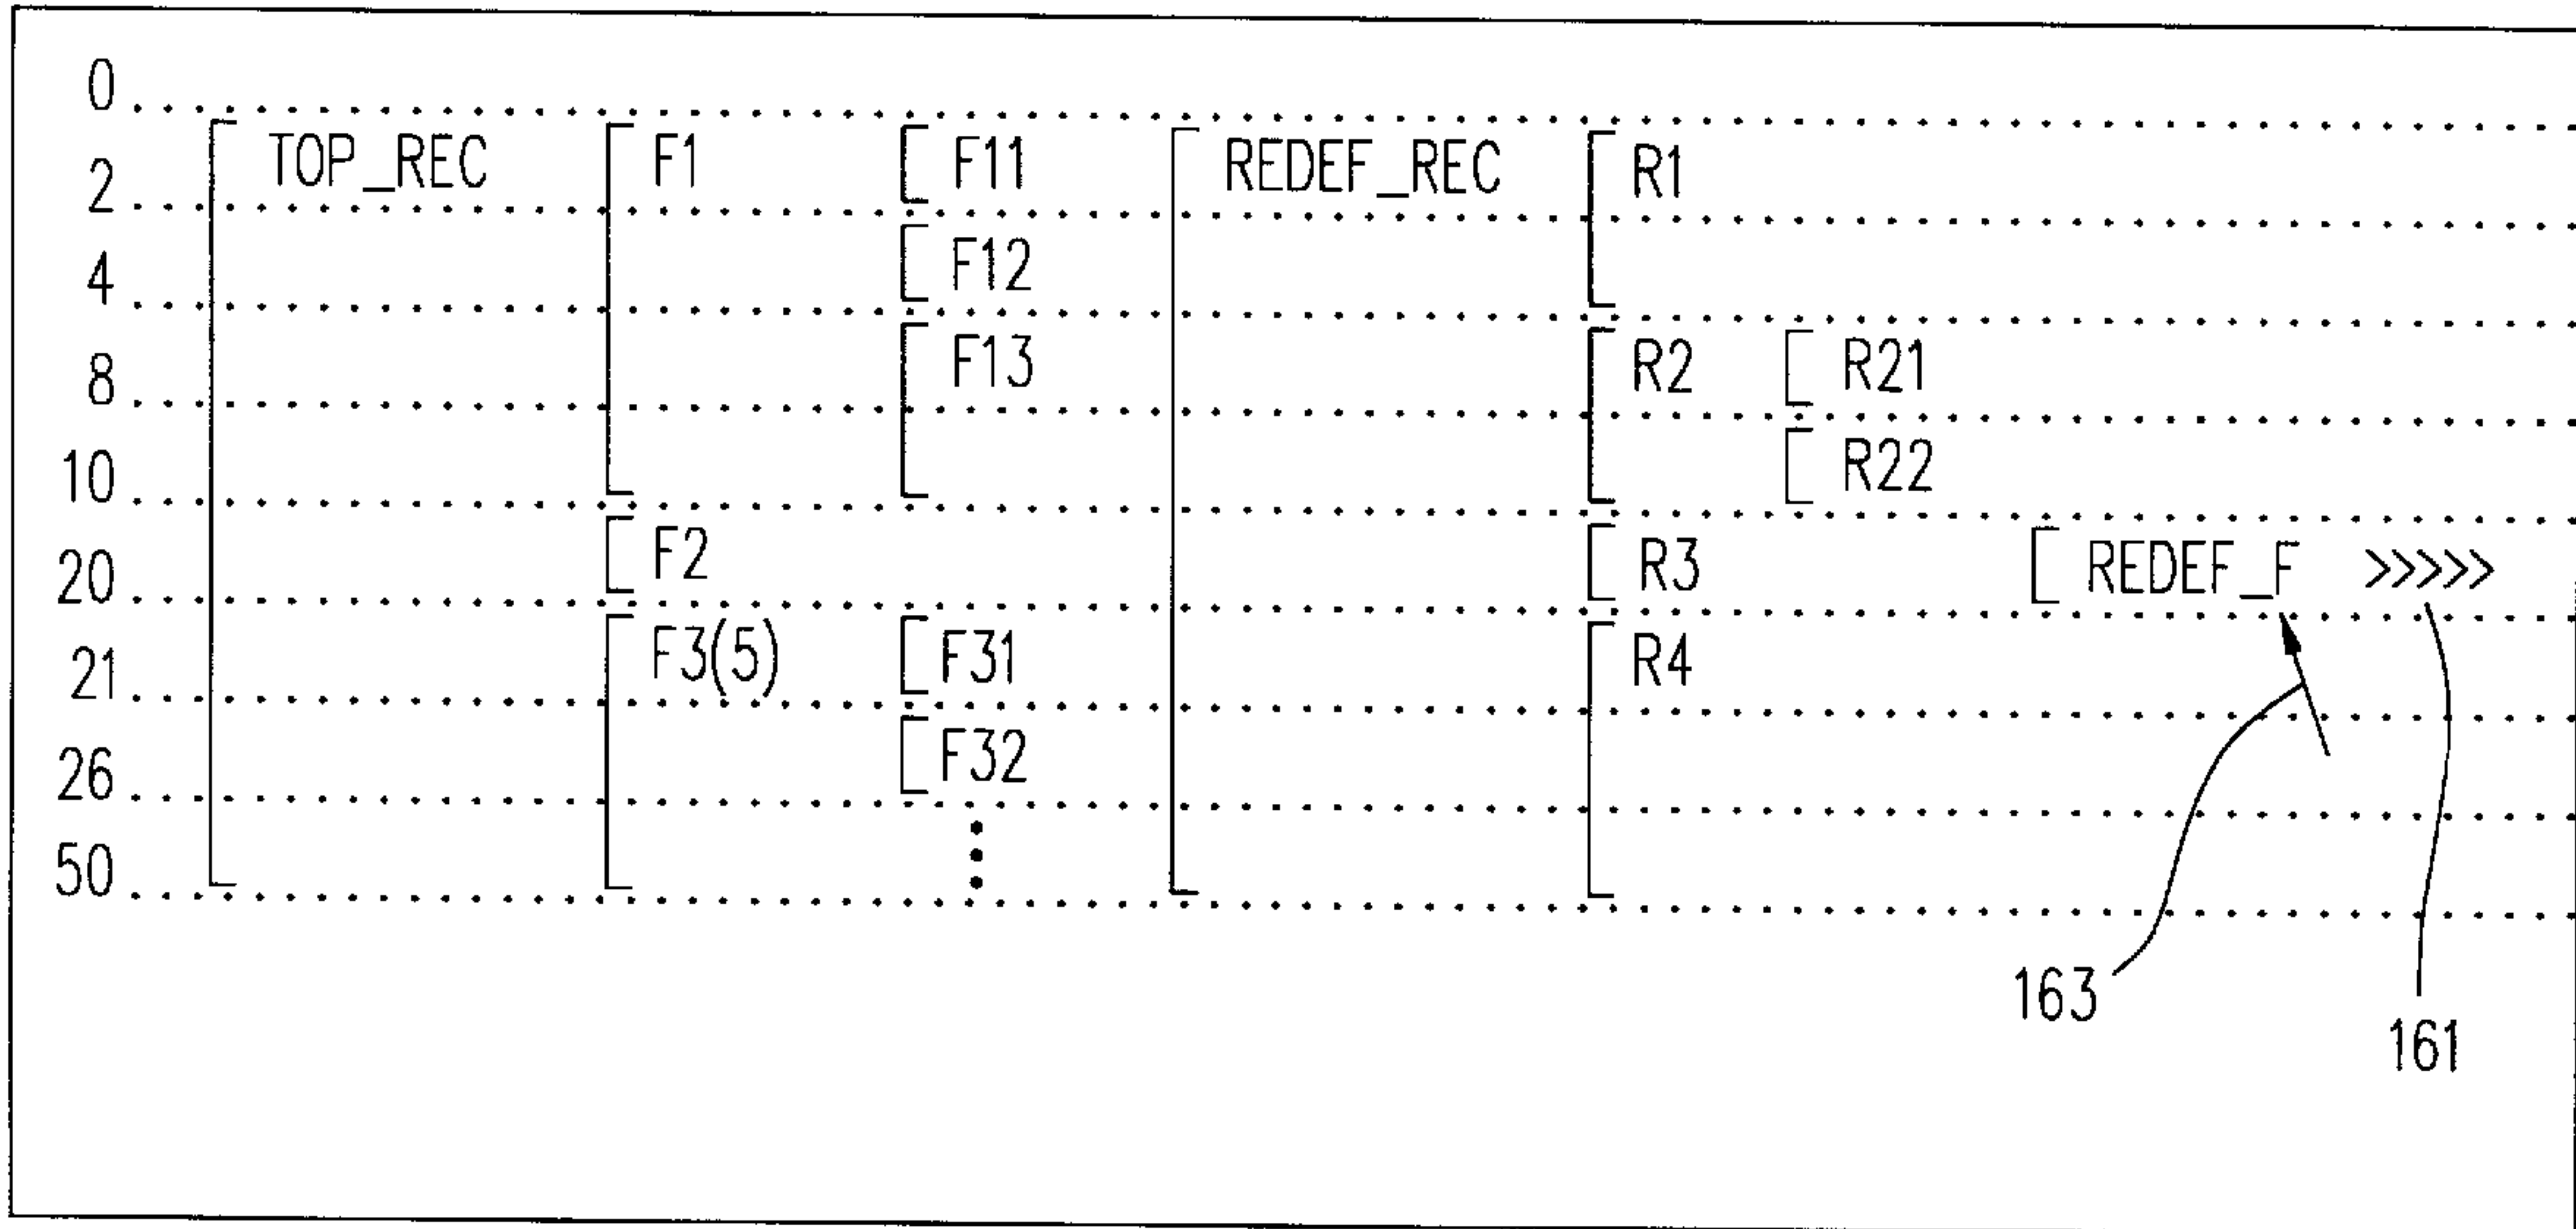 0
TOP_REC F1 F11 REDEF_REC R1
2
F12
4
F13 R2 R21
8
R22
10
F2 R3 REDEF_F >>>>>
20
F3(5) F31 R4
21
F32
26
50
163
161